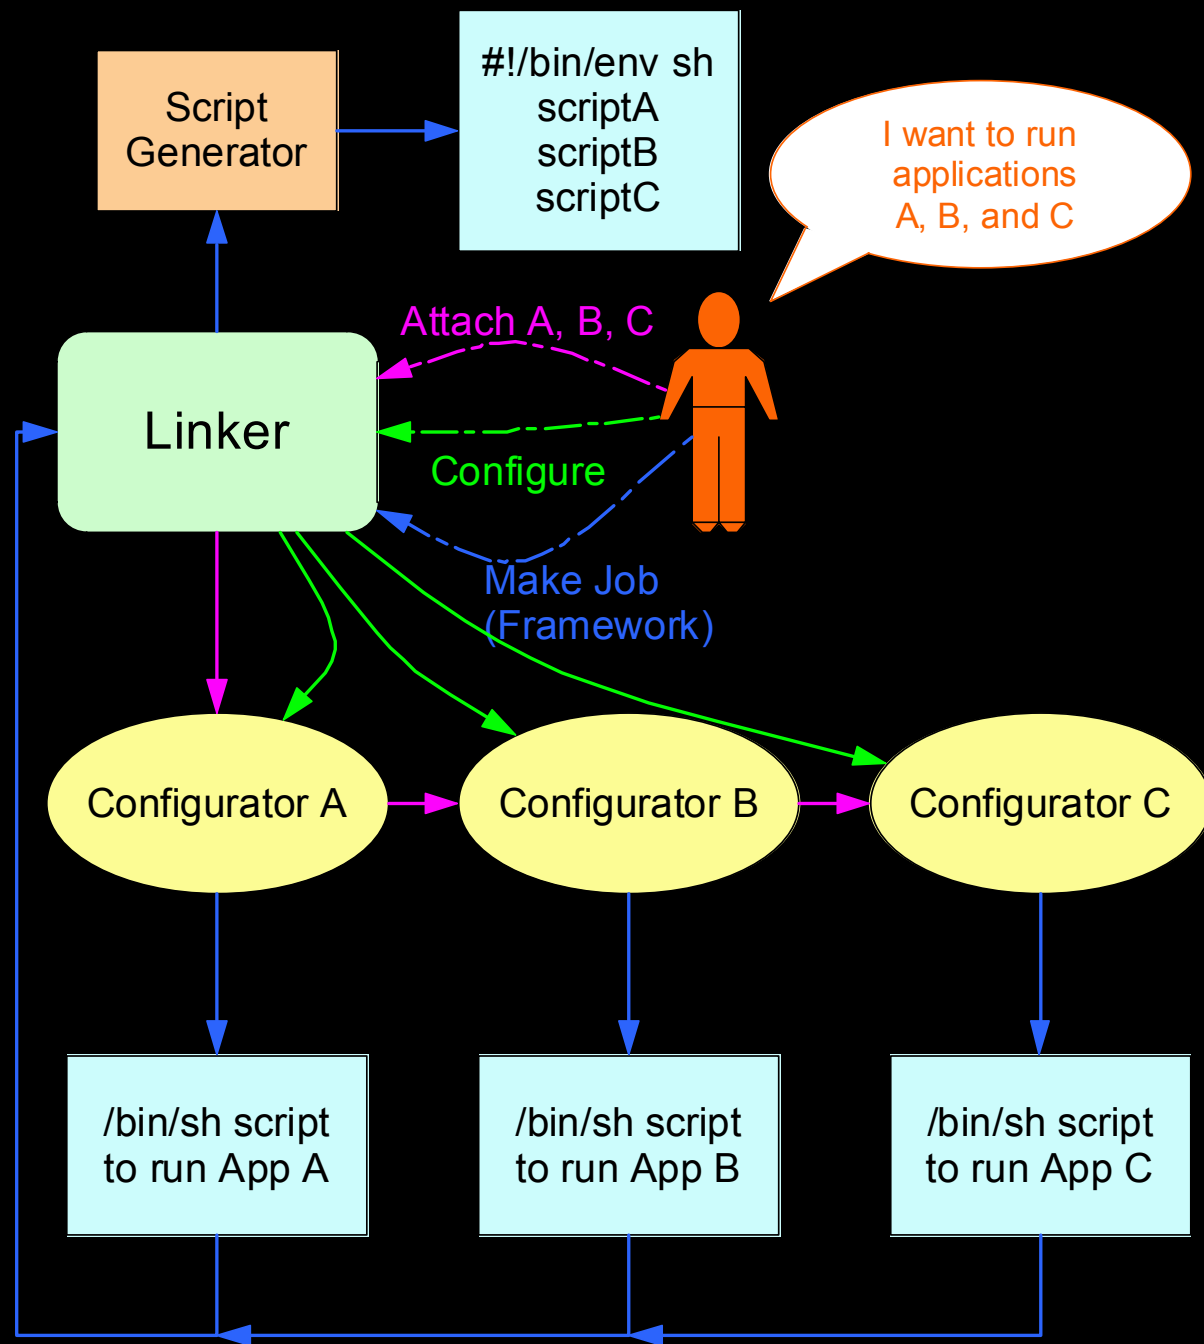 Script
Generator
#!/bin/env sh
scriptA
scriptB
scriptC
I want to run
applications
A, B, and C
Attach A, B, C
Linker
Configure
Make Job
(Framework)
Configurator A
Configurator B
Configurator C
/bin/sh script
to run App A
/bin/sh script
to run App B
/bin/sh script
to run App C